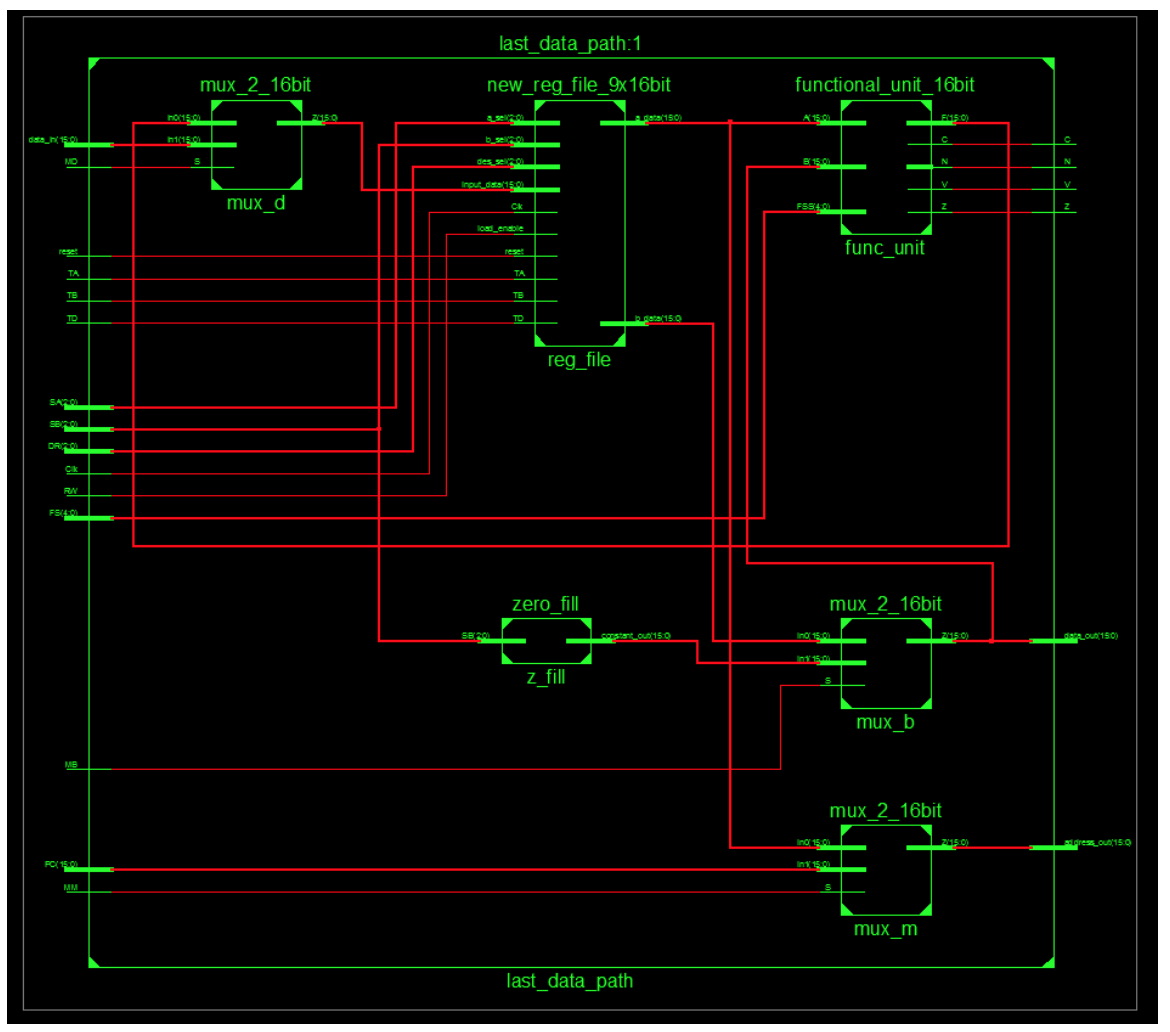 last_data_path:1
mux_2_16bit
new_reg_file_9x16bit
functional_unit_16bit
In0(15:0)
Z(15:0)
a_sel(2:0)
a_data(15:0)
A(15:0)
F(15:0)
data_in(15:0)
In1(15:0)
b_sel(2:0)
C
C
MD
S
des_sel(2:0)
B(15:0)
N
N
input_data(15:0)
V
V
mux_d
Clk
FSS(4:0)
Z
Z
load_enable
func_unit
reset
reset
TA
TA
TB
TB
TD
TD
b_data(15:0)
reg_file
SA(2:0)
SB(2:0)
DR(2:0)
Clk
RW
FS(4:0)
zero_fill
mux_2_16bit
SB(2:0)
constant_out(15:0)
In0(15:0)
Z(15:0)
data_out(15:0)
In1(15:0)
z_fill
S
mux_b
MB
mux_2_16bit
In0(15:0)
Z(15:0)
address_out(15:0)
PC(15:0)
In1(15:0)
MM
S
mux_m
last_data_path